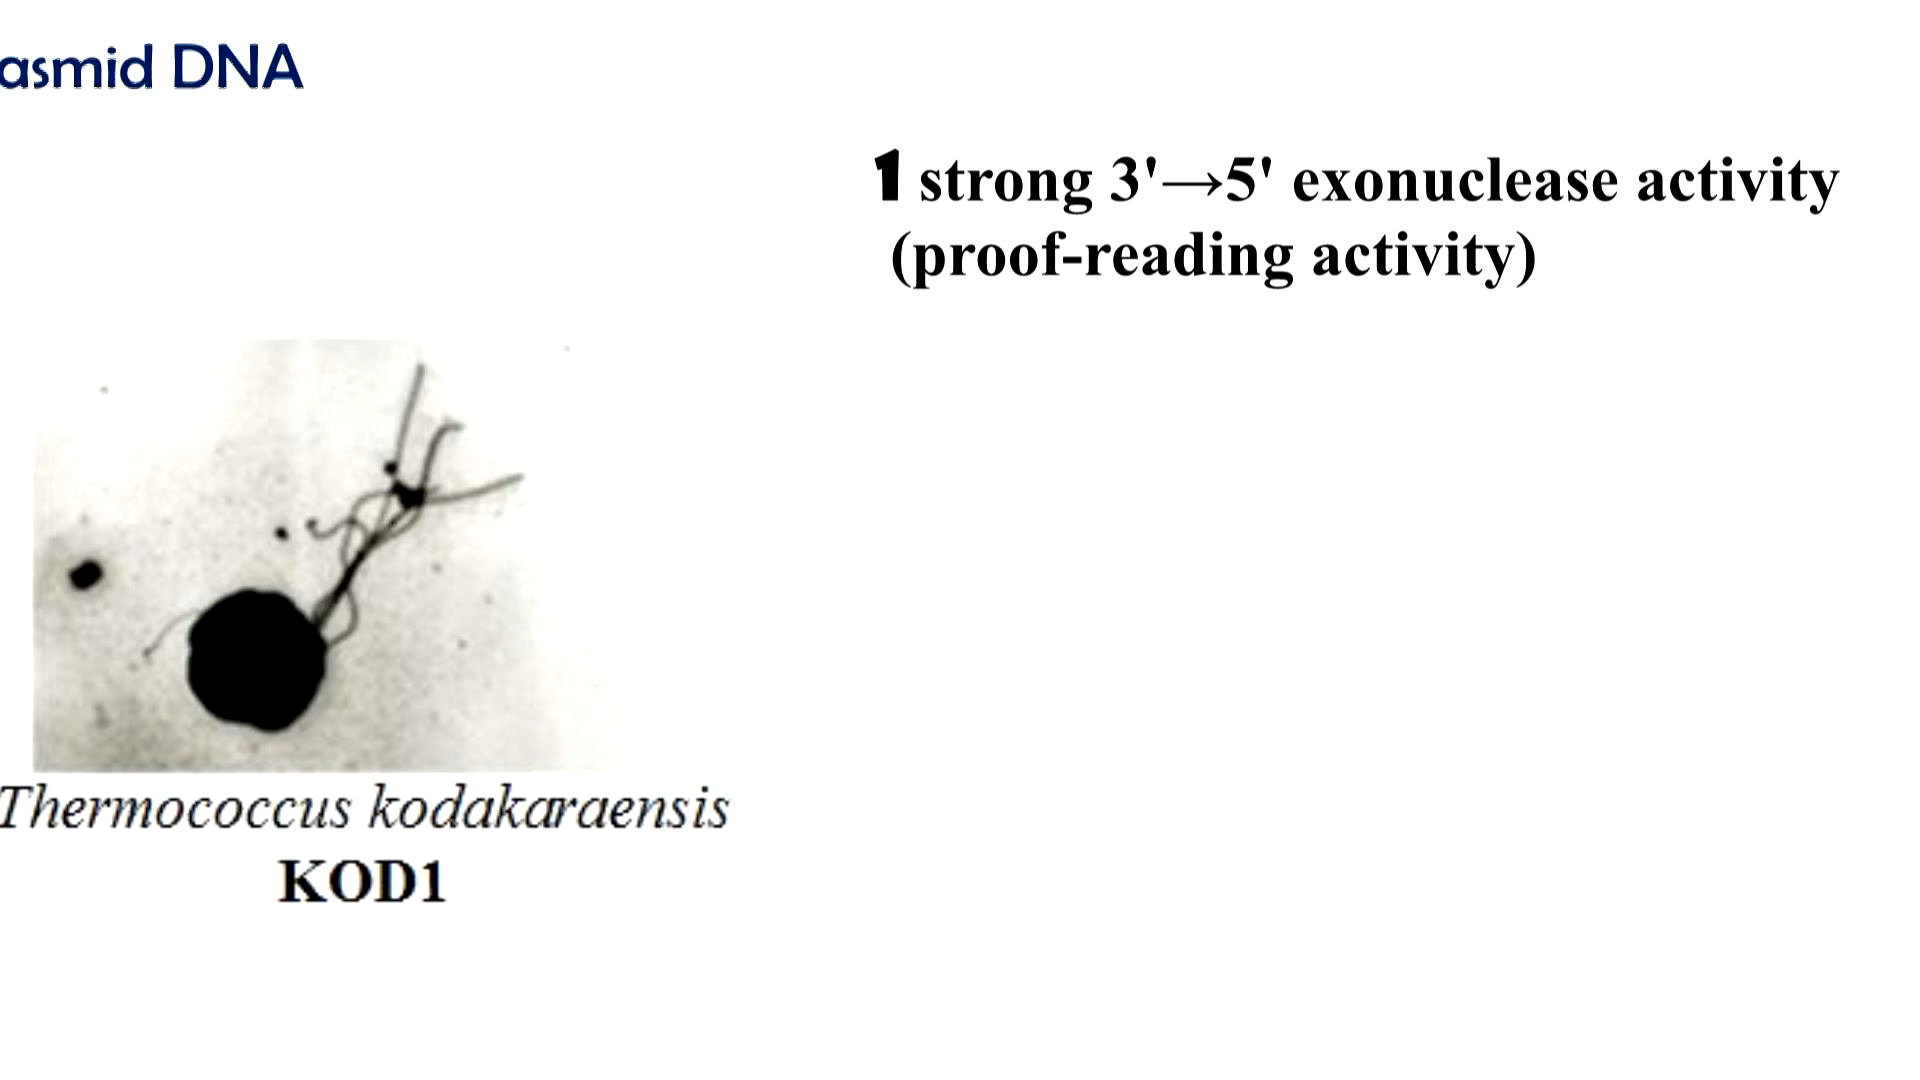 asmid DNA
1 strong 3'→5' exonuclease activity
(proof-reading activity)
Thermococcus kodakaraensis
KOD1